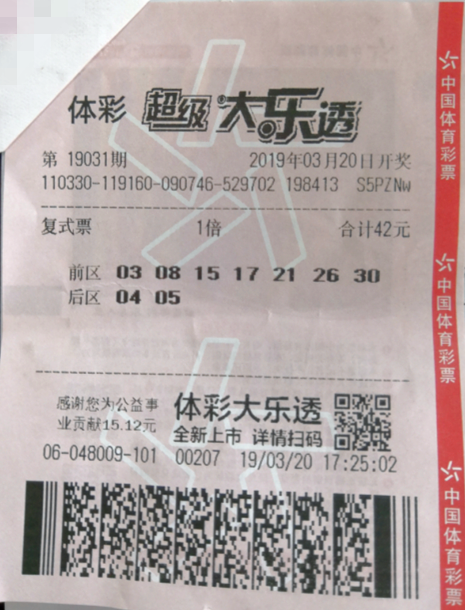 体彩 超级大乐透
第 19031期 2019年03月20日开奖
110330-119160-090746-529702 198413 S5PZNW
复式票 1倍 合计42元
前区 03 08 15 17 21 26 30
后区 04 05
感谢您为公益事
业贡献15.12元
体彩大乐透
全新上市 详情扫码
06-048009-101 00207 19/03/20 17:25:02
中国体育彩票
中国体育彩票
中国体育彩票